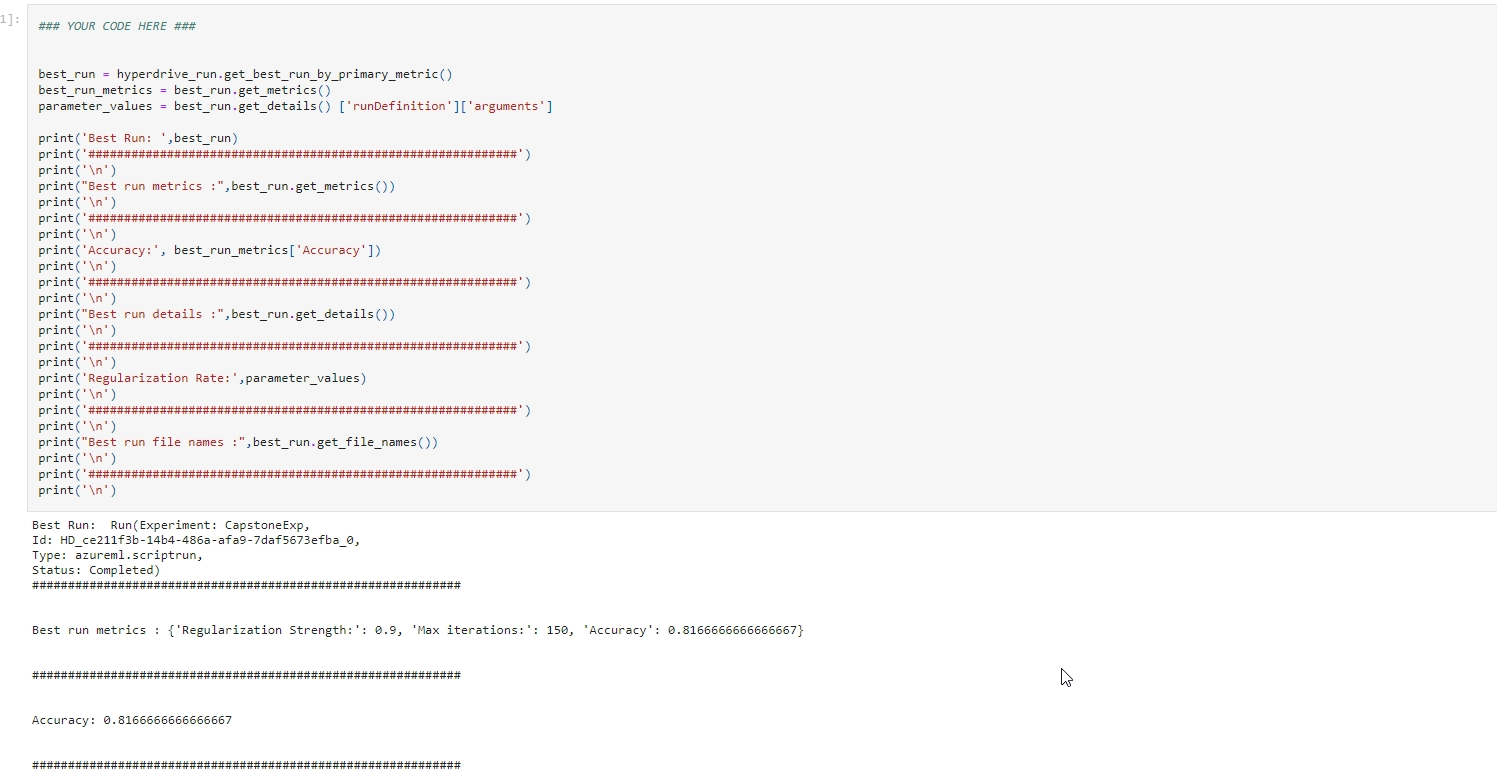 1]:
### YOUR CODE HERE ###
best_run = hyperdrive_run.get_best_run_by_primary_metric()
best_run_metrics = best_run.get_metrics()
parameter_values = best_run.get_details() ['runDefinition']['arguments']
print('Best Run: ',best_run)
print('############################################################')
print('\n')
print("Best run metrics :",best_run.get_metrics())
print('\n')
print('############################################################')
print('\n')
print('Accuracy:', best_run_metrics['Accuracy'])
print('\n')
print('############################################################')
print('\n')
print("Best run details :",best_run.get_details())
print('\n')
print('############################################################')
print('\n')
print('Regularization Rate:',parameter_values)
print('\n')
print('############################################################')
print('\n')
print("Best run file names :",best_run.get_file_names())
print('\n')
print('############################################################')
print('\n')
Best Run:  Run(Experiment: CapstoneExp,
Id: HD_ce211f3b-14b4-486a-afa9-7daf5673efba_0,
Type: azureml.scriptrun,
Status: Completed)
############################################################
Best run metrics : {'Regularization Strength:': 0.9, 'Max iterations:': 150, 'Accuracy': 0.8166666666666667}
############################################################
Accuracy: 0.8166666666666667
############################################################